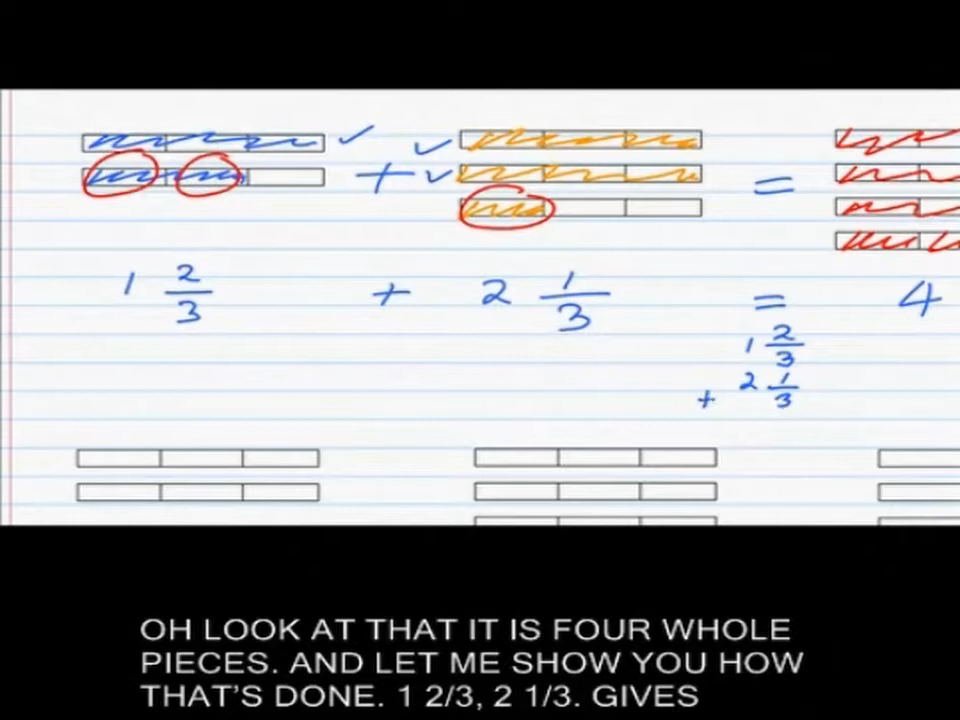 + =
1 2/3 + 2 1/3 = 4
1 2/3
+ 2 1/3
OH LOOK AT THAT IT IS FOUR WHOLE
PIECES. AND LET ME SHOW YOU HOW
THAT'S DONE. 1 2/3, 2 1/3. GIVES